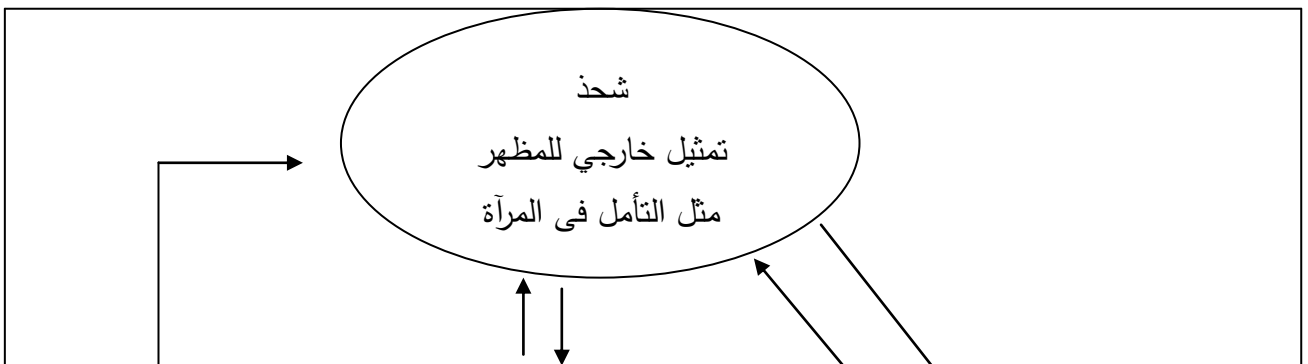 شحذ
تمثيل خارجي للمظهر
مثل التأمل فى المرآة